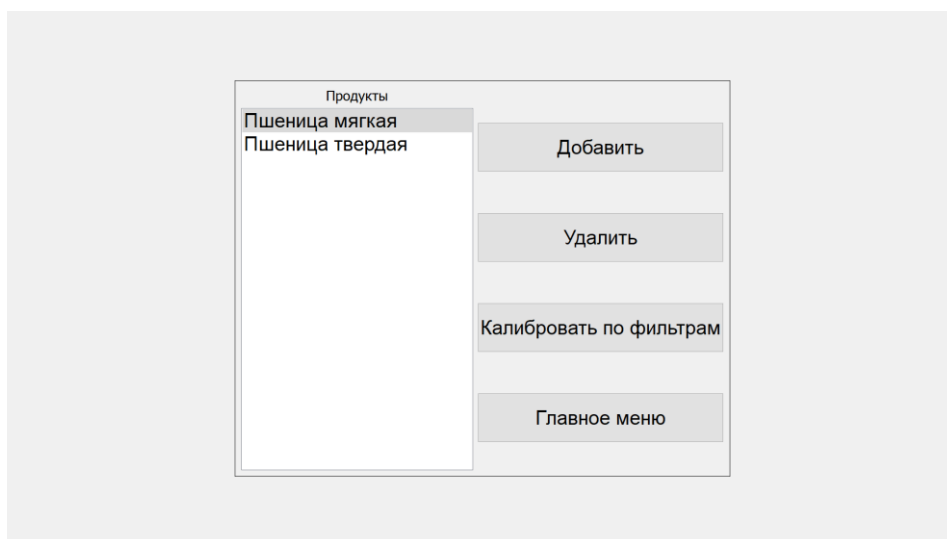 Продукты
Пшеница мягкая
Пшеница твердая
Добавить
Удалить
Калибровать по фильтрам
Главное меню